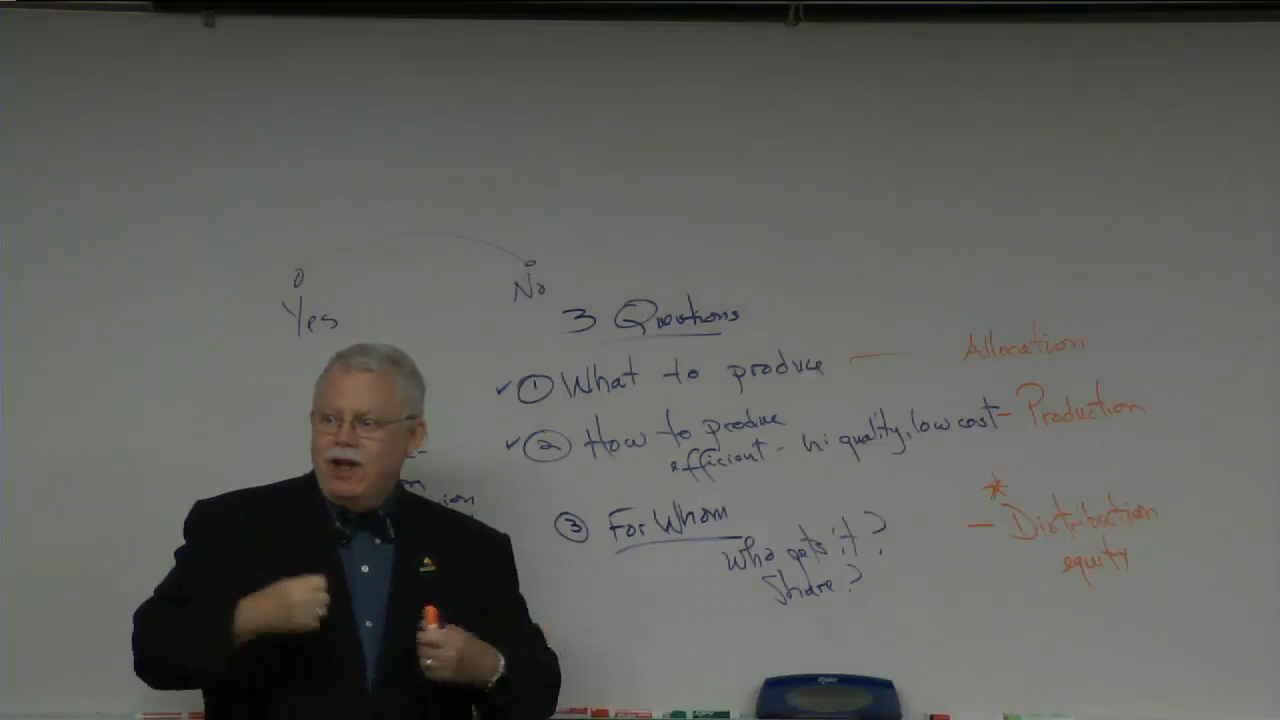 Yes
No
3 Questions
✓ ① What to produce — Allocation
✓ ② How to produce
efficient - hi quality, low cost - Production
③ For Whom
*
— Distribution
equity
Who gets it?
Share?